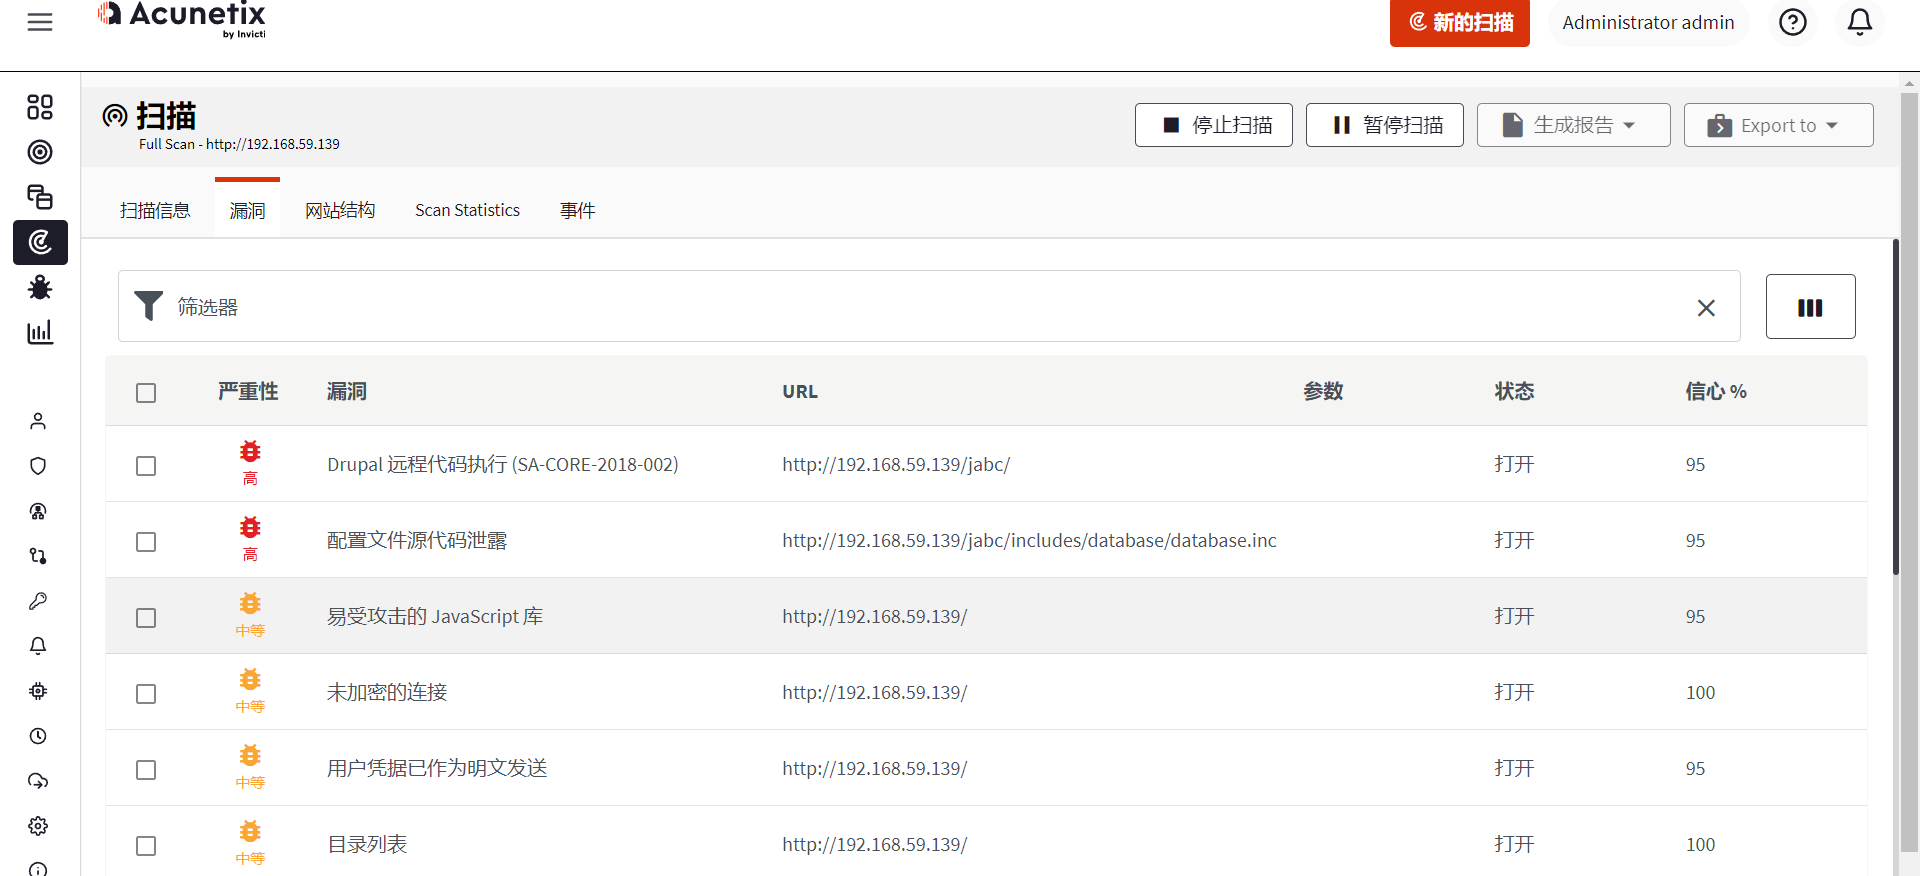 Acunetix
by Invicti
新的扫描
Administrator admin
扫描
Full Scan - http://192.168.59.139
停止扫描
暂停扫描
生成报告
Export to
扫描信息
漏洞
网站结构
Scan Statistics
事件
筛选器
严重性 漏洞 URL 参数 状态 信心 %
高 Drupal 远程代码执行 (SA-CORE-2018-002) http://192.168.59.139/jabc/ 打开 95
高 配置文件源代码泄露 http://192.168.59.139/jabc/includes/database/database.inc 打开 95
中等 易受攻击的 JavaScript 库 http://192.168.59.139/ 打开 95
中等 未加密的连接 http://192.168.59.139/ 打开 100
中等 用户凭据已作为明文发送 http://192.168.59.139/ 打开 95
中等 目录列表 http://192.168.59.139/ 打开 100